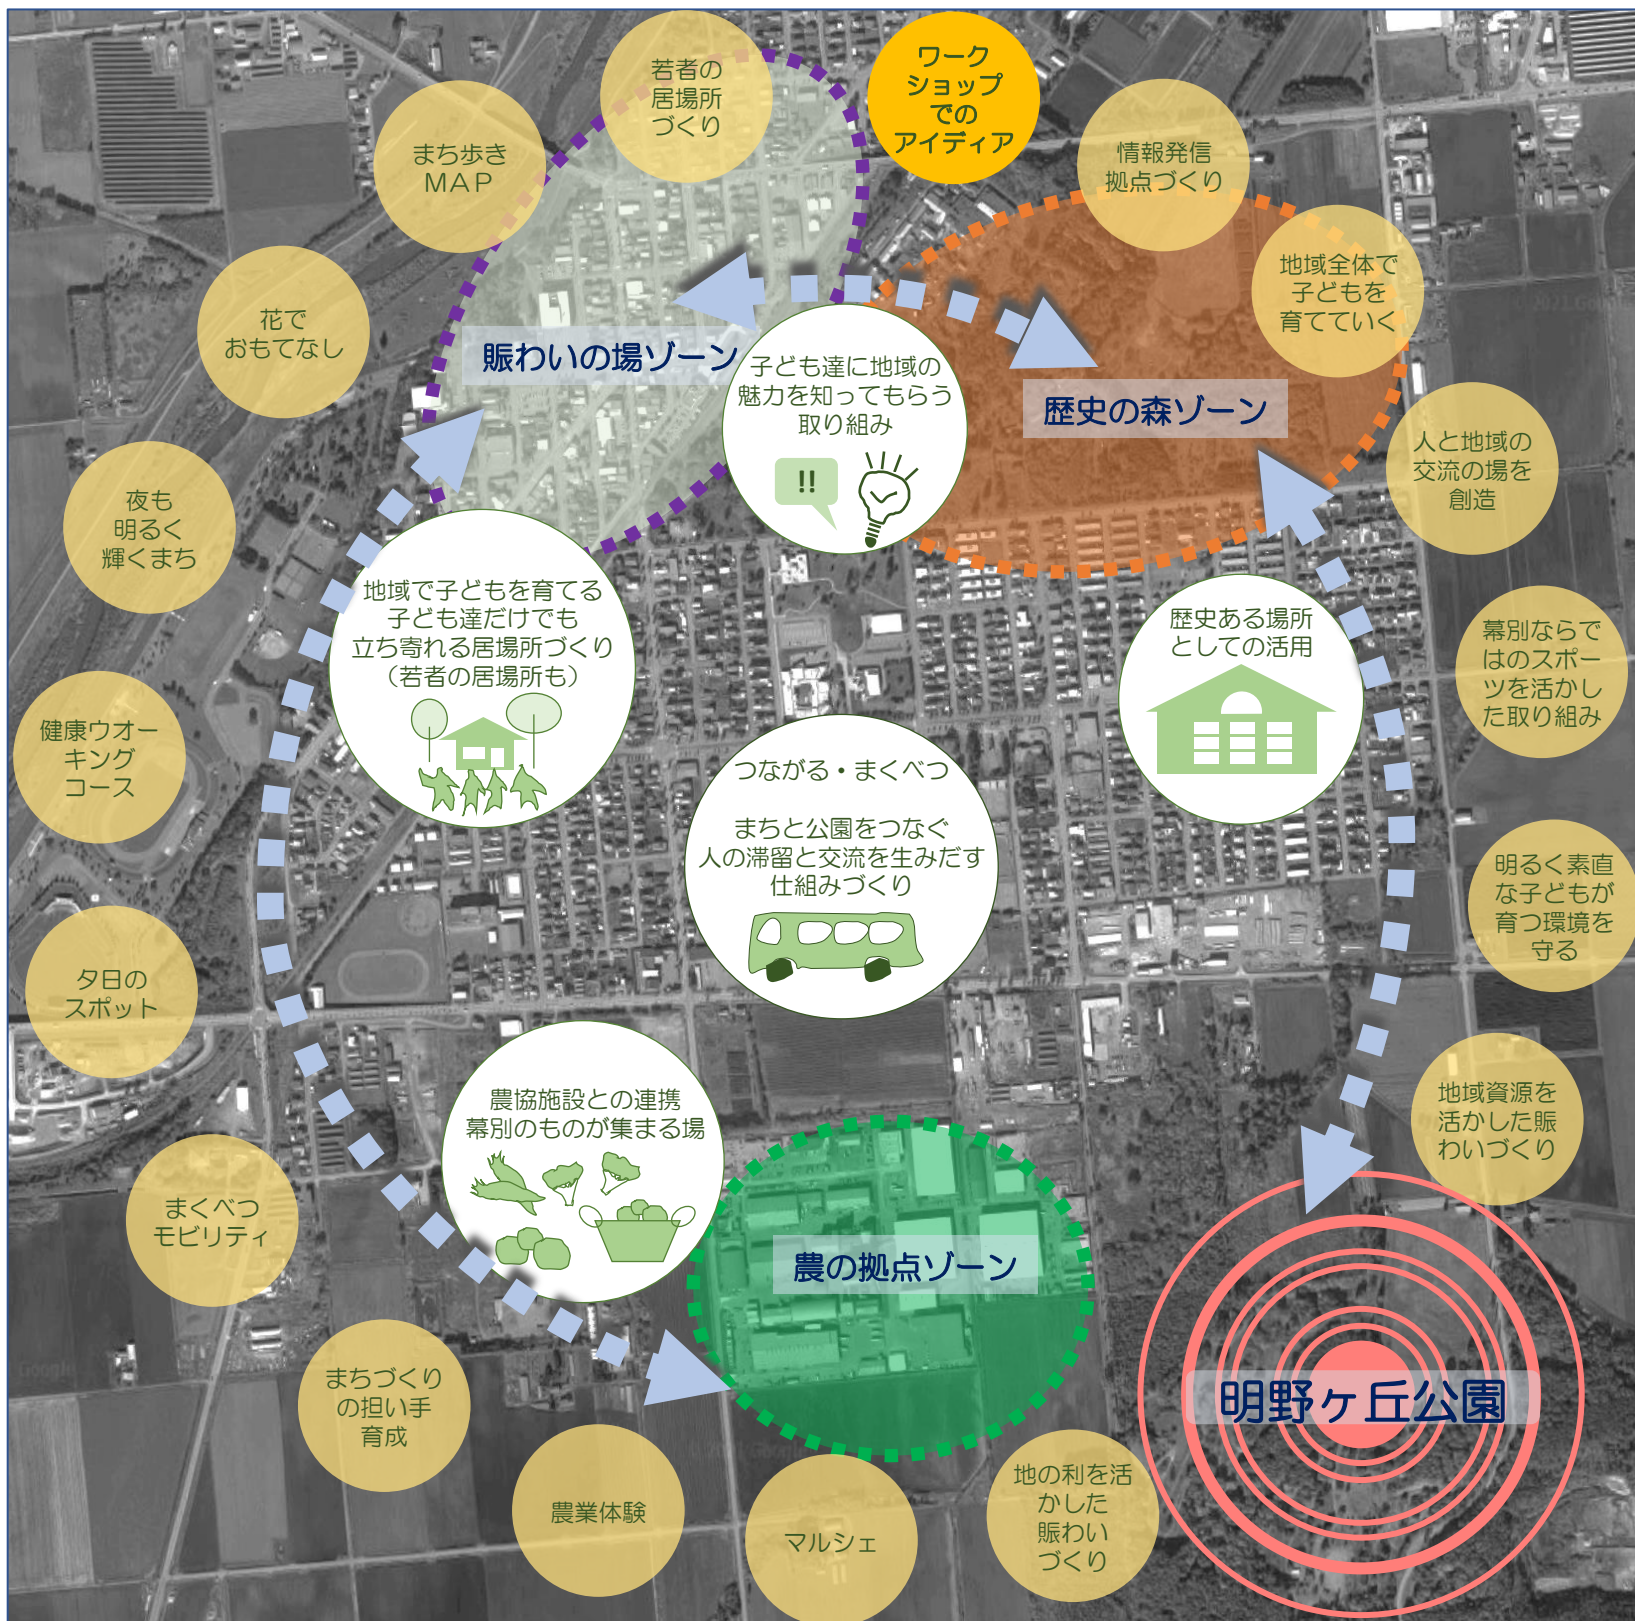 若者の
居場所
づくり
ワーク
ショップ
での
アイディア
まち歩き
MAP
情報発信
拠点づくり
地域全体で
子どもを
育てていく
花で
おもてなし
賑わいの場ゾーン
子ども達に地域の
魅力を知ってもらう
取り組み
!!
歴史の森ゾーン
人と地域の
交流の場を
創造
夜も
明るく
輝くまち
地域で子どもを育てる
子ども達だけでも
立ち寄れる居場所づくり
（若者の居場所も）
歴史ある場所
としての活用
幕別ならで
はのスポー
ツを活かし
た取り組み
健康ウオー
キング
コース
つながる・まくべつ
まちと公園をつなぐ
人の滞留と交流を生みだす
仕組みづくり
明るく素直
な子どもが
育つ環境を
守る
夕日の
スポット
農協施設との連携
幕別のものが集まる場
地域資源を
活かした賑
わいづくり
まくべつ
モビリティ
農の拠点ゾーン
まちづくり
の担い手
育成
明野ヶ丘公園
農業体験
マルシェ
地の利を活
かした
賑わい
づくり
Google